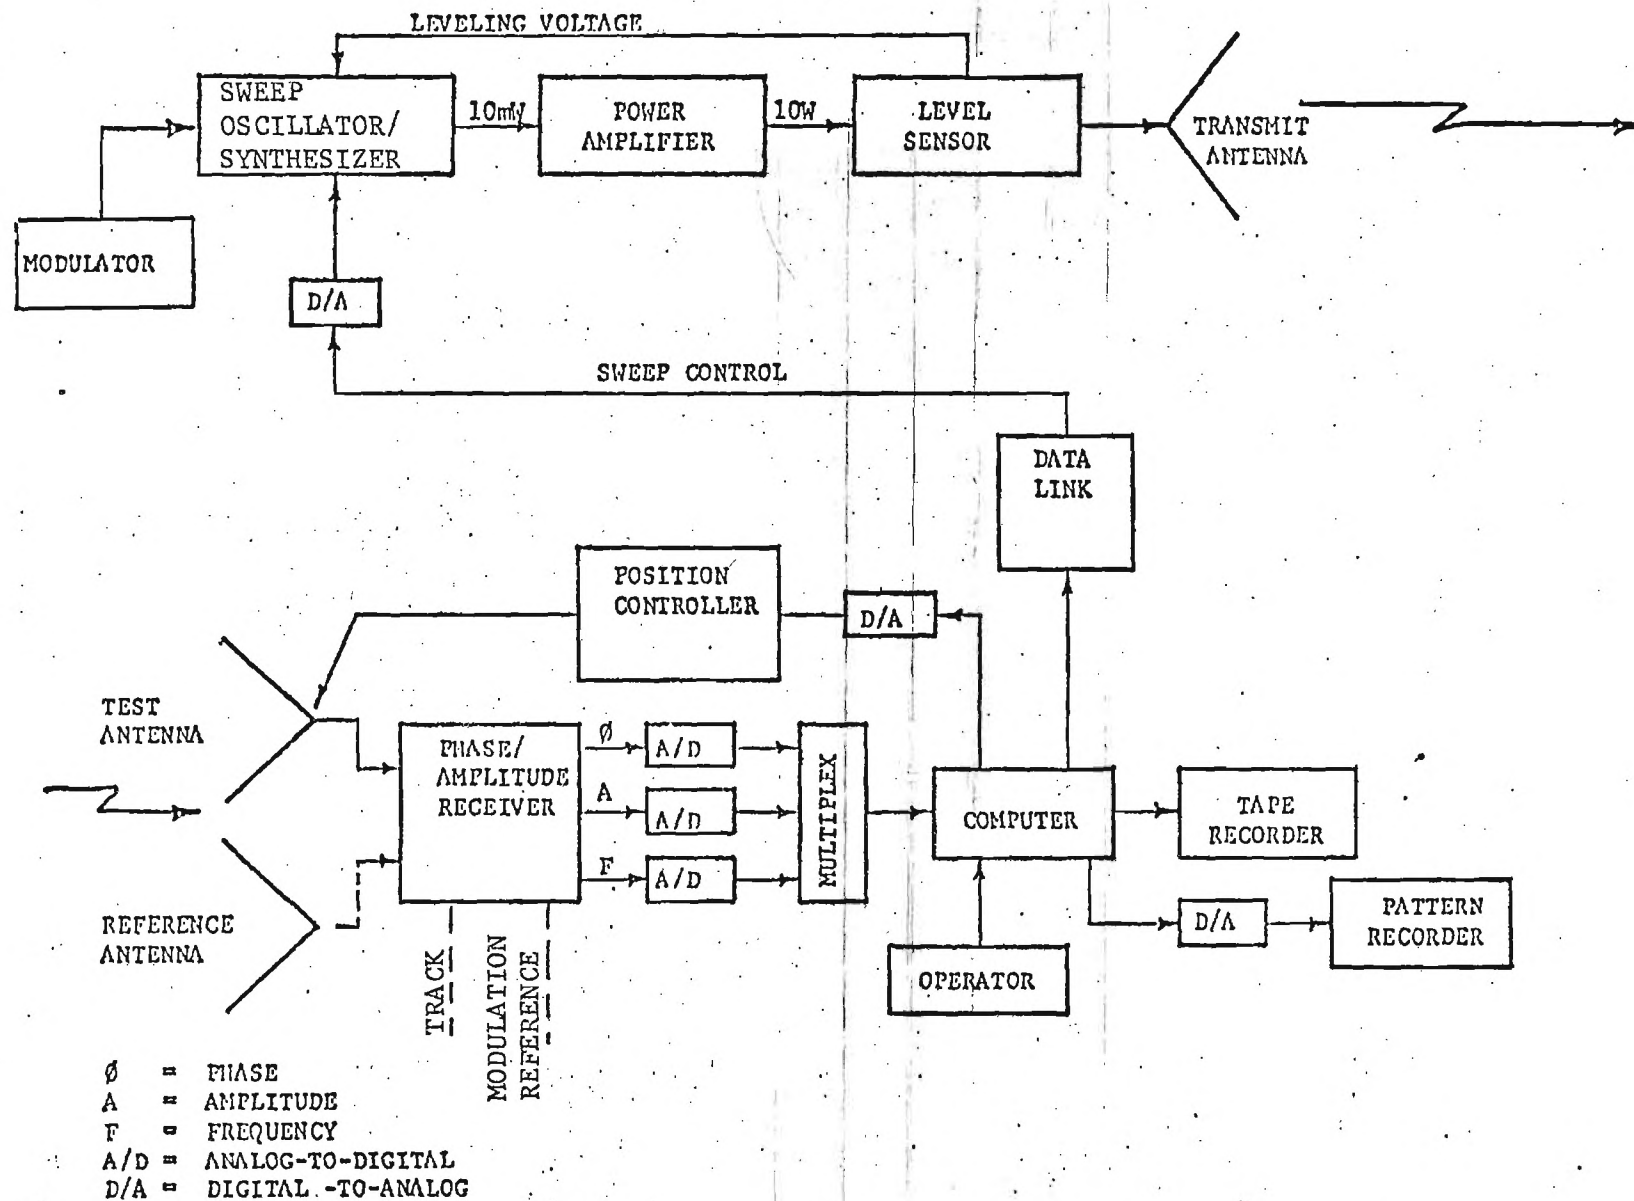 LEVELING VOLTAGE
SWEEP
OSCILLATOR/
SYNTHESIZER
10mW
POWER
AMPLIFIER
10W
LEVEL
SENSOR
TRANSMIT
ANTENNA
MODULATOR
D/A
SWEEP CONTROL
DATA
LINK
POSITION
CONTROLLER
D/A
TEST
ANTENNA
PHASE/
AMPLITUDE
RECEIVER
Ø
A/D
A
A/D
F
A/D
MULTIPLEX
COMPUTER
TAPE
RECORDER
REFERENCE
ANTENNA
TRACK
MODULATION
REFERENCE
OPERATOR
D/A
PATTERN
RECORDER
Ø = PHASE
A = AMPLITUDE
F = FREQUENCY
A/D = ANALOG-TO-DIGITAL
D/A = DIGITAL.-TO-ANALOG